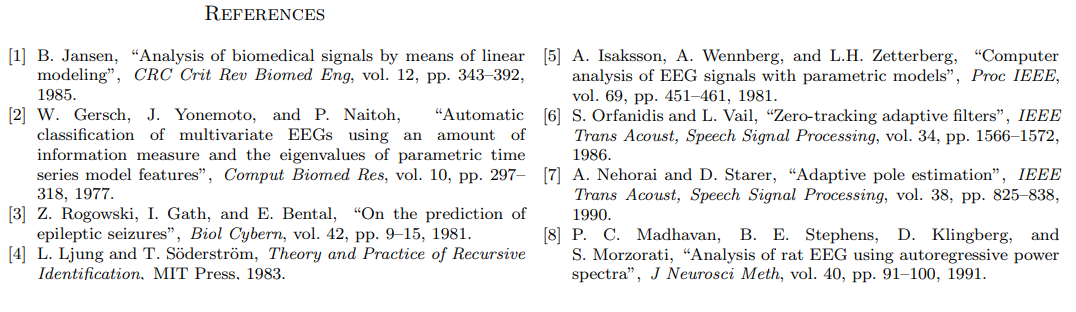 REFERENCES
[1] B. Jansen, “Analysis of biomedical signals by means of linear
modeling”, CRC Crit Rev Biomed Eng, vol. 12, pp. 343–392,
1985.
[2] W. Gersch, J. Yonemoto, and P. Naitoh, “Automatic
classification of multivariate EEGs using an amount of
information measure and the eigenvalues of parametric time
series model features”, Comput Biomed Res, vol. 10, pp. 297–
318, 1977.
[3] Z. Rogowski, I. Gath, and E. Bental, “On the prediction of
epileptic seizures”, Biol Cybern, vol. 42, pp. 9–15, 1981.
[4] L. Ljung and T. Söderström, Theory and Practice of Recursive
Identification, MIT Press, 1983.
[5] A. Isaksson, A. Wennberg, and L.H. Zetterberg, “Computer
analysis of EEG signals with parametric models”, Proc IEEE,
vol. 69, pp. 451–461, 1981.
[6] S. Orfanidis and L. Vail, “Zero-tracking adaptive filters”, IEEE
Trans Acoust, Speech Signal Processing, vol. 34, pp. 1566–1572,
1986.
[7] A. Nehorai and D. Starer, “Adaptive pole estimation”, IEEE
Trans Acoust, Speech Signal Processing, vol. 38, pp. 825–838,
1990.
[8] P. C. Madhavan, B. E. Stephens, D. Klingberg, and
S. Morzorati, “Analysis of rat EEG using autoregressive power
spectra”, J Neurosci Meth, vol. 40, pp. 91–100, 1991.